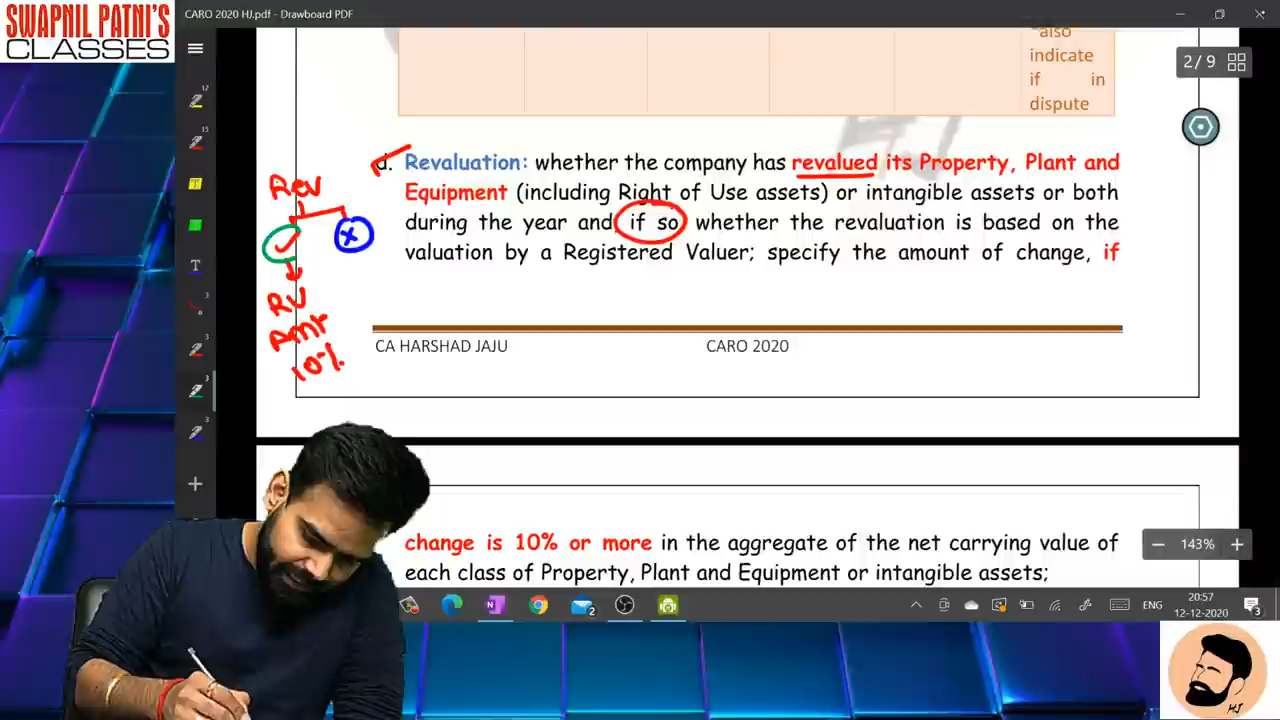 SWAPNIL PATNI'S
CLASSES
CARO 2020 HJ.pdf - Drawboard PDF
2 / 9
*also
indicate
if in
dispute
d. Revaluation: whether the company has revalued its Property, Plant and
Equipment (including Right of Use assets) or intangible assets or both
during the year and if so whether the revaluation is based on the
valuation by a Registered Valuer; specify the amount of change, if
Rev
RV
Amt
10%
CA HARSHAD JAJU
CARO 2020
change is 10% or more in the aggregate of the net carrying value of
each class of Property, Plant and Equipment or intangible assets;
143%
ENG
20:57
12-12-2020
HJ